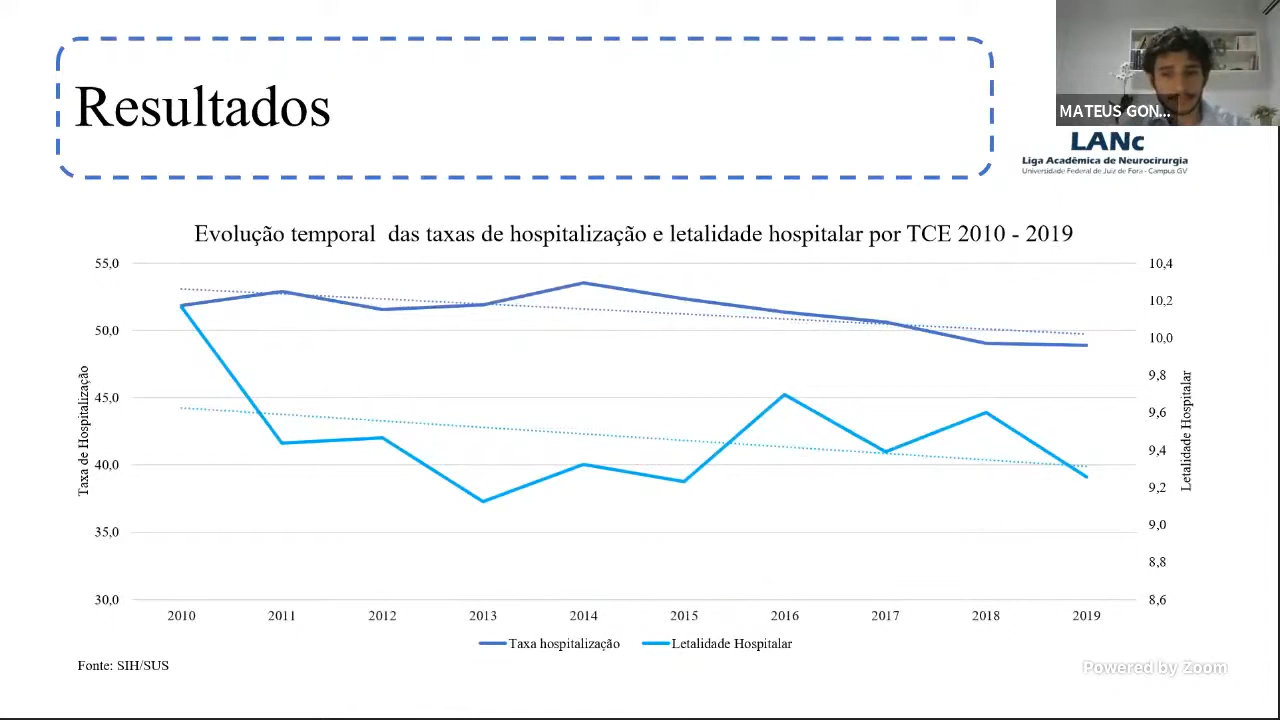 Resultados
MATEUS GON...
LANc
Liga Acadêmica de Neurocirurgia
Universidade Federal de Juiz de Fora - Campus GV
Evolução temporal  das taxas de hospitalização e letalidade hospitalar por TCE 2010 - 2019
55,0
50,0
45,0
40,0
35,0
30,0
Taxa de Hospitalização
10,4
10,2
10,0
9,8
9,6
9,4
9,2
9,0
8,8
8,6
Letalidade Hospitalar
2010 2011 2012 2013 2014 2015 2016 2017 2018 2019
Taxa hospitalização Letalidade Hospitalar
Fonte: SIH/SUS
Powered by Zoom